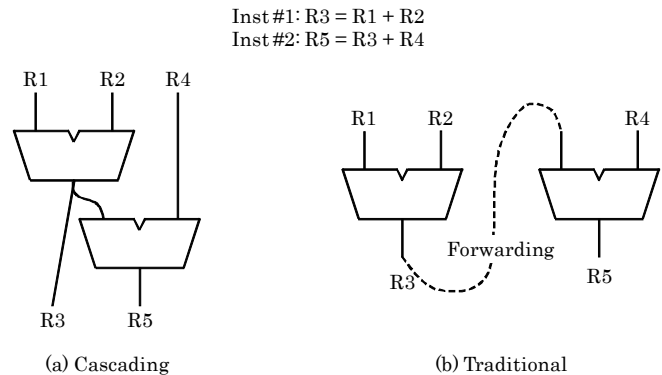 Inst#1: R3 = R1 + R2
Inst#2: R5 = R3 + R4
R1 R2 R4
R3 R5
(a) Cascading
R1 R2 R4
Forwarding
R3 R5
(b) Traditional